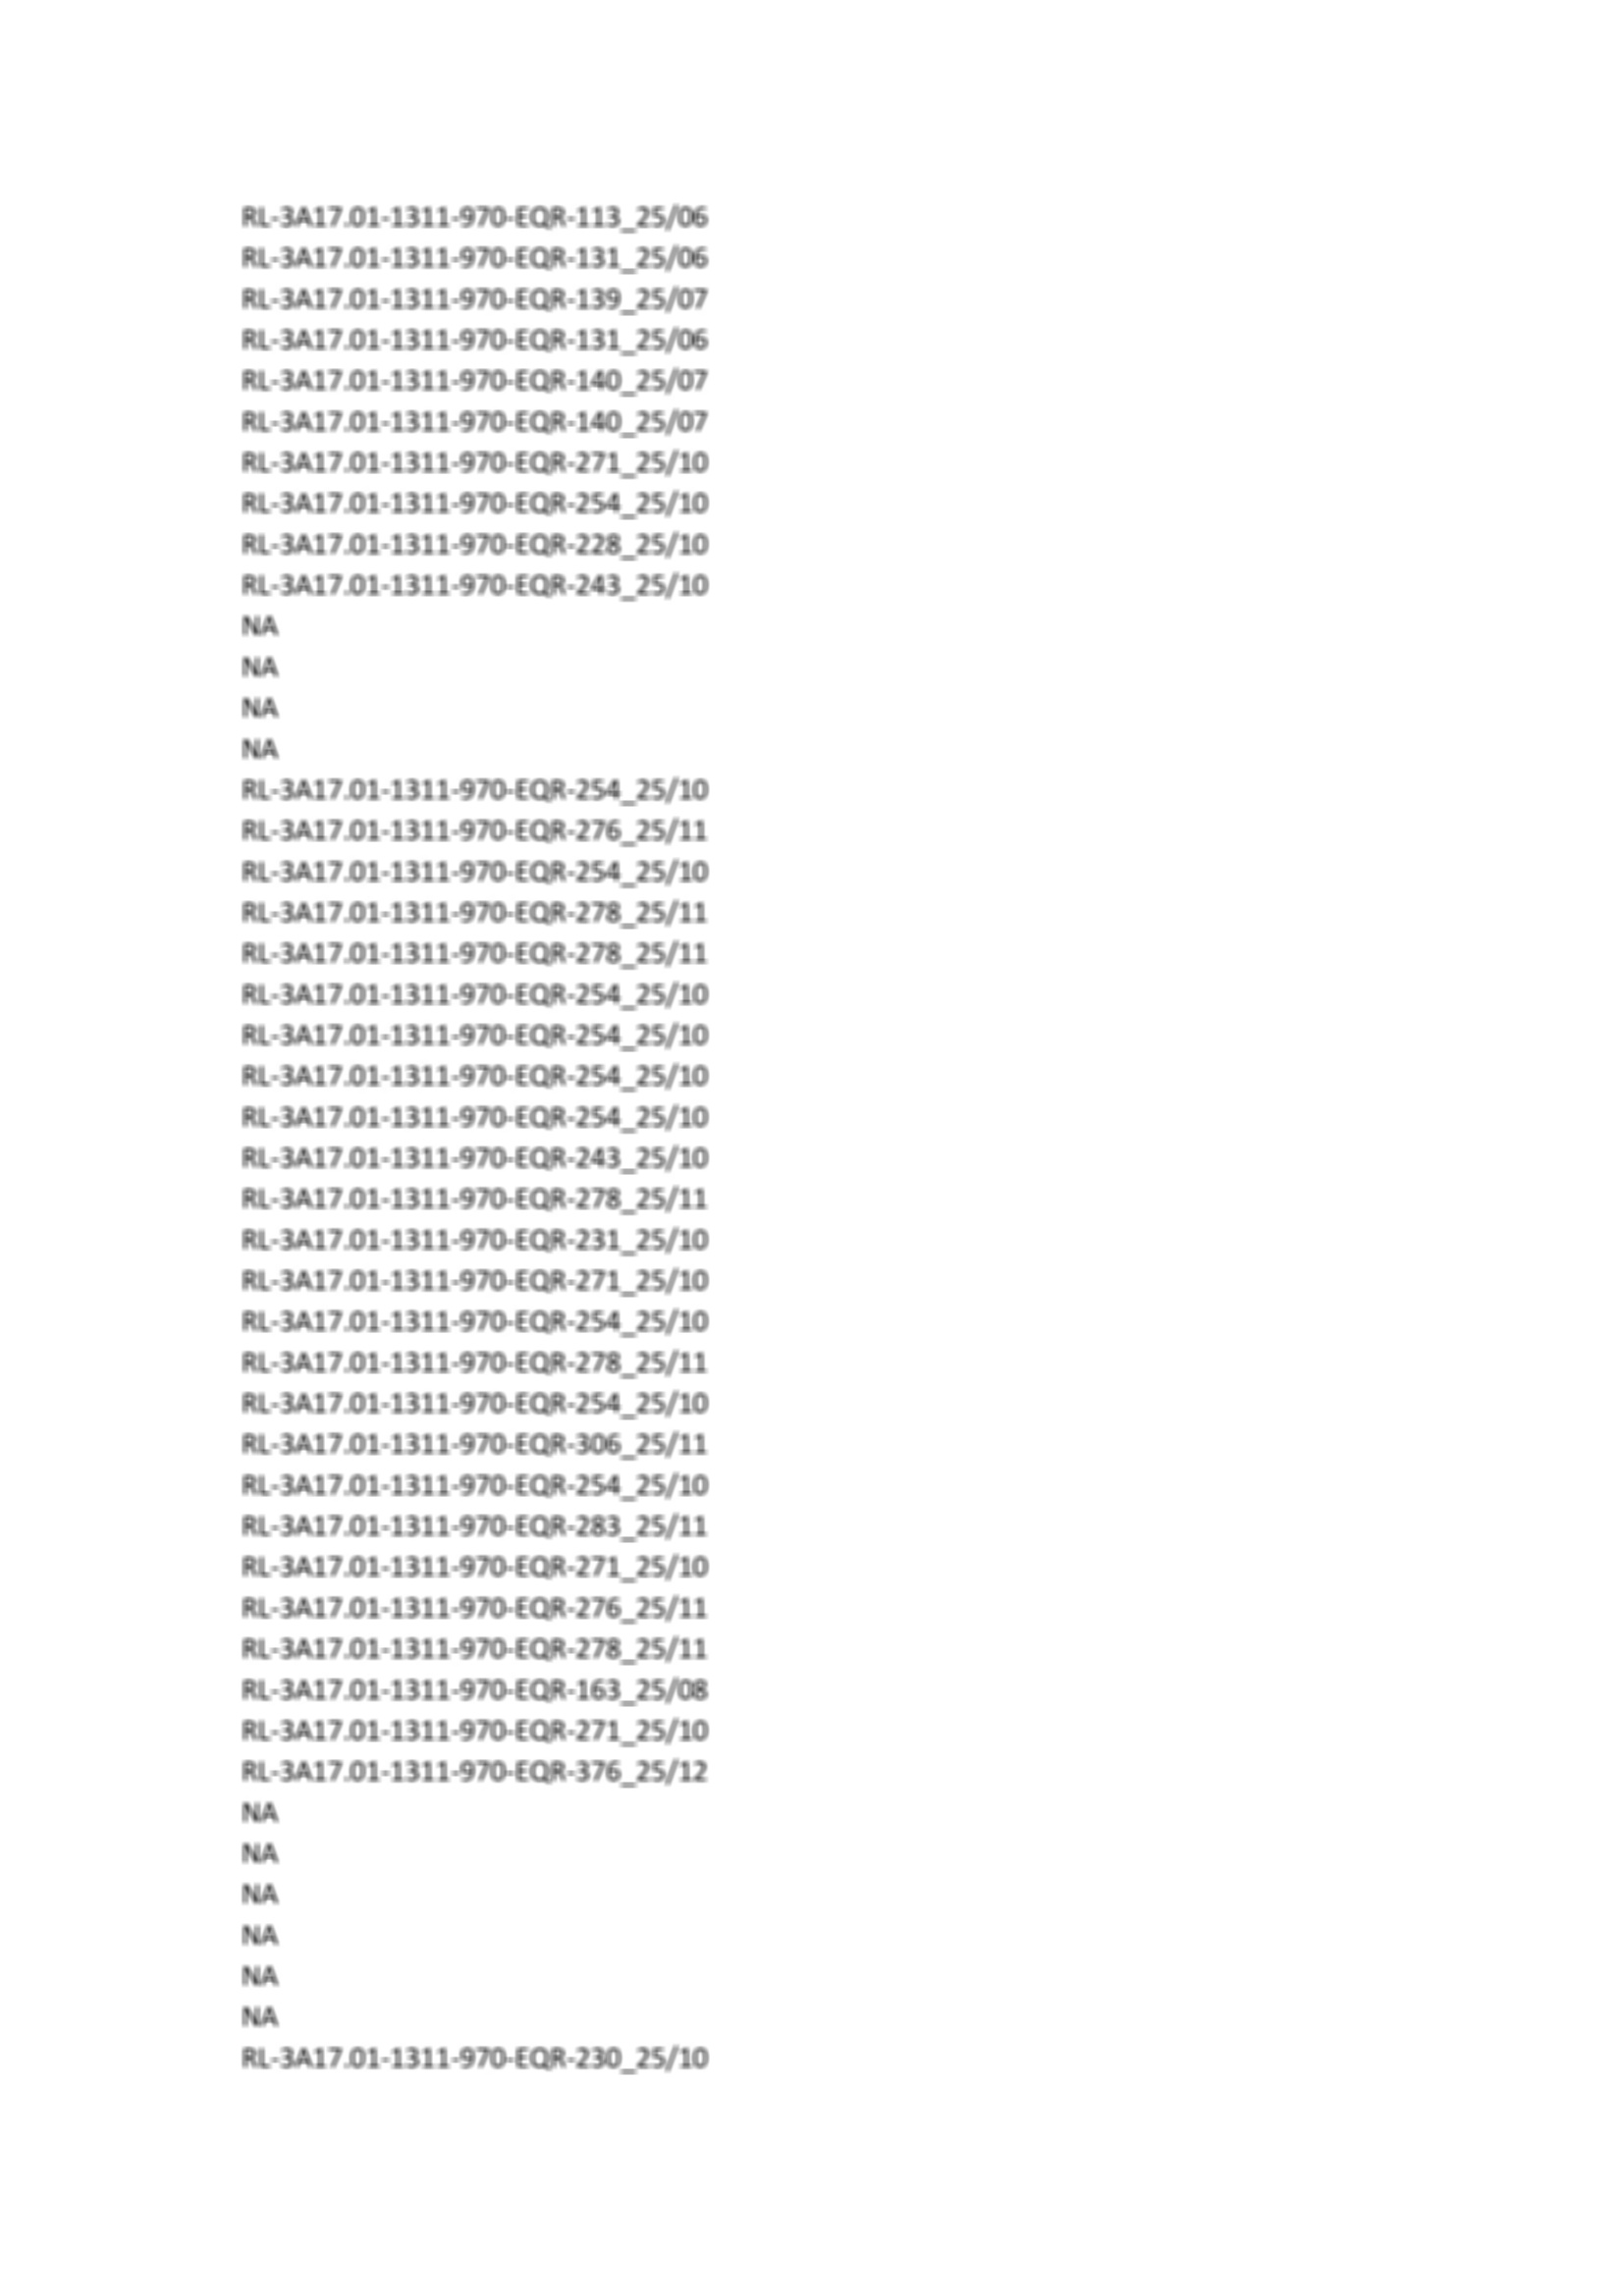 RL-3A17.01-1311-970-EQR-113_25/06
RL-3A17.01-1311-970-EQR-131_25/06
RL-3A17.01-1311-970-EQR-139_25/07
RL-3A17.01-1311-970-EQR-131_25/06
RL-3A17.01-1311-970-EQR-140_25/07
RL-3A17.01-1311-970-EQR-140_25/07
RL-3A17.01-1311-970-EQR-271_25/10
RL-3A17.01-1311-970-EQR-254_25/10
RL-3A17.01-1311-970-EQR-228_25/10
RL-3A17.01-1311-970-EQR-243_25/10
NA
NA
NA
NA
RL-3A17.01-1311-970-EQR-254_25/10
RL-3A17.01-1311-970-EQR-276_25/11
RL-3A17.01-1311-970-EQR-254_25/10
RL-3A17.01-1311-970-EQR-278_25/11
RL-3A17.01-1311-970-EQR-278_25/11
RL-3A17.01-1311-970-EQR-254_25/10
RL-3A17.01-1311-970-EQR-254_25/10
RL-3A17.01-1311-970-EQR-254_25/10
RL-3A17.01-1311-970-EQR-254_25/10
RL-3A17.01-1311-970-EQR-243_25/10
RL-3A17.01-1311-970-EQR-278_25/11
RL-3A17.01-1311-970-EQR-231_25/10
RL-3A17.01-1311-970-EQR-271_25/10
RL-3A17.01-1311-970-EQR-254_25/10
RL-3A17.01-1311-970-EQR-278_25/11
RL-3A17.01-1311-970-EQR-254_25/10
RL-3A17.01-1311-970-EQR-306_25/11
RL-3A17.01-1311-970-EQR-254_25/10
RL-3A17.01-1311-970-EQR-283_25/11
RL-3A17.01-1311-970-EQR-271_25/10
RL-3A17.01-1311-970-EQR-276_25/11
RL-3A17.01-1311-970-EQR-278_25/11
RL-3A17.01-1311-970-EQR-163_25/08
RL-3A17.01-1311-970-EQR-271_25/10
RL-3A17.01-1311-970-EQR-376_25/12
NA
NA
NA
NA
NA
NA
RL-3A17.01-1311-970-EQR-230_25/10